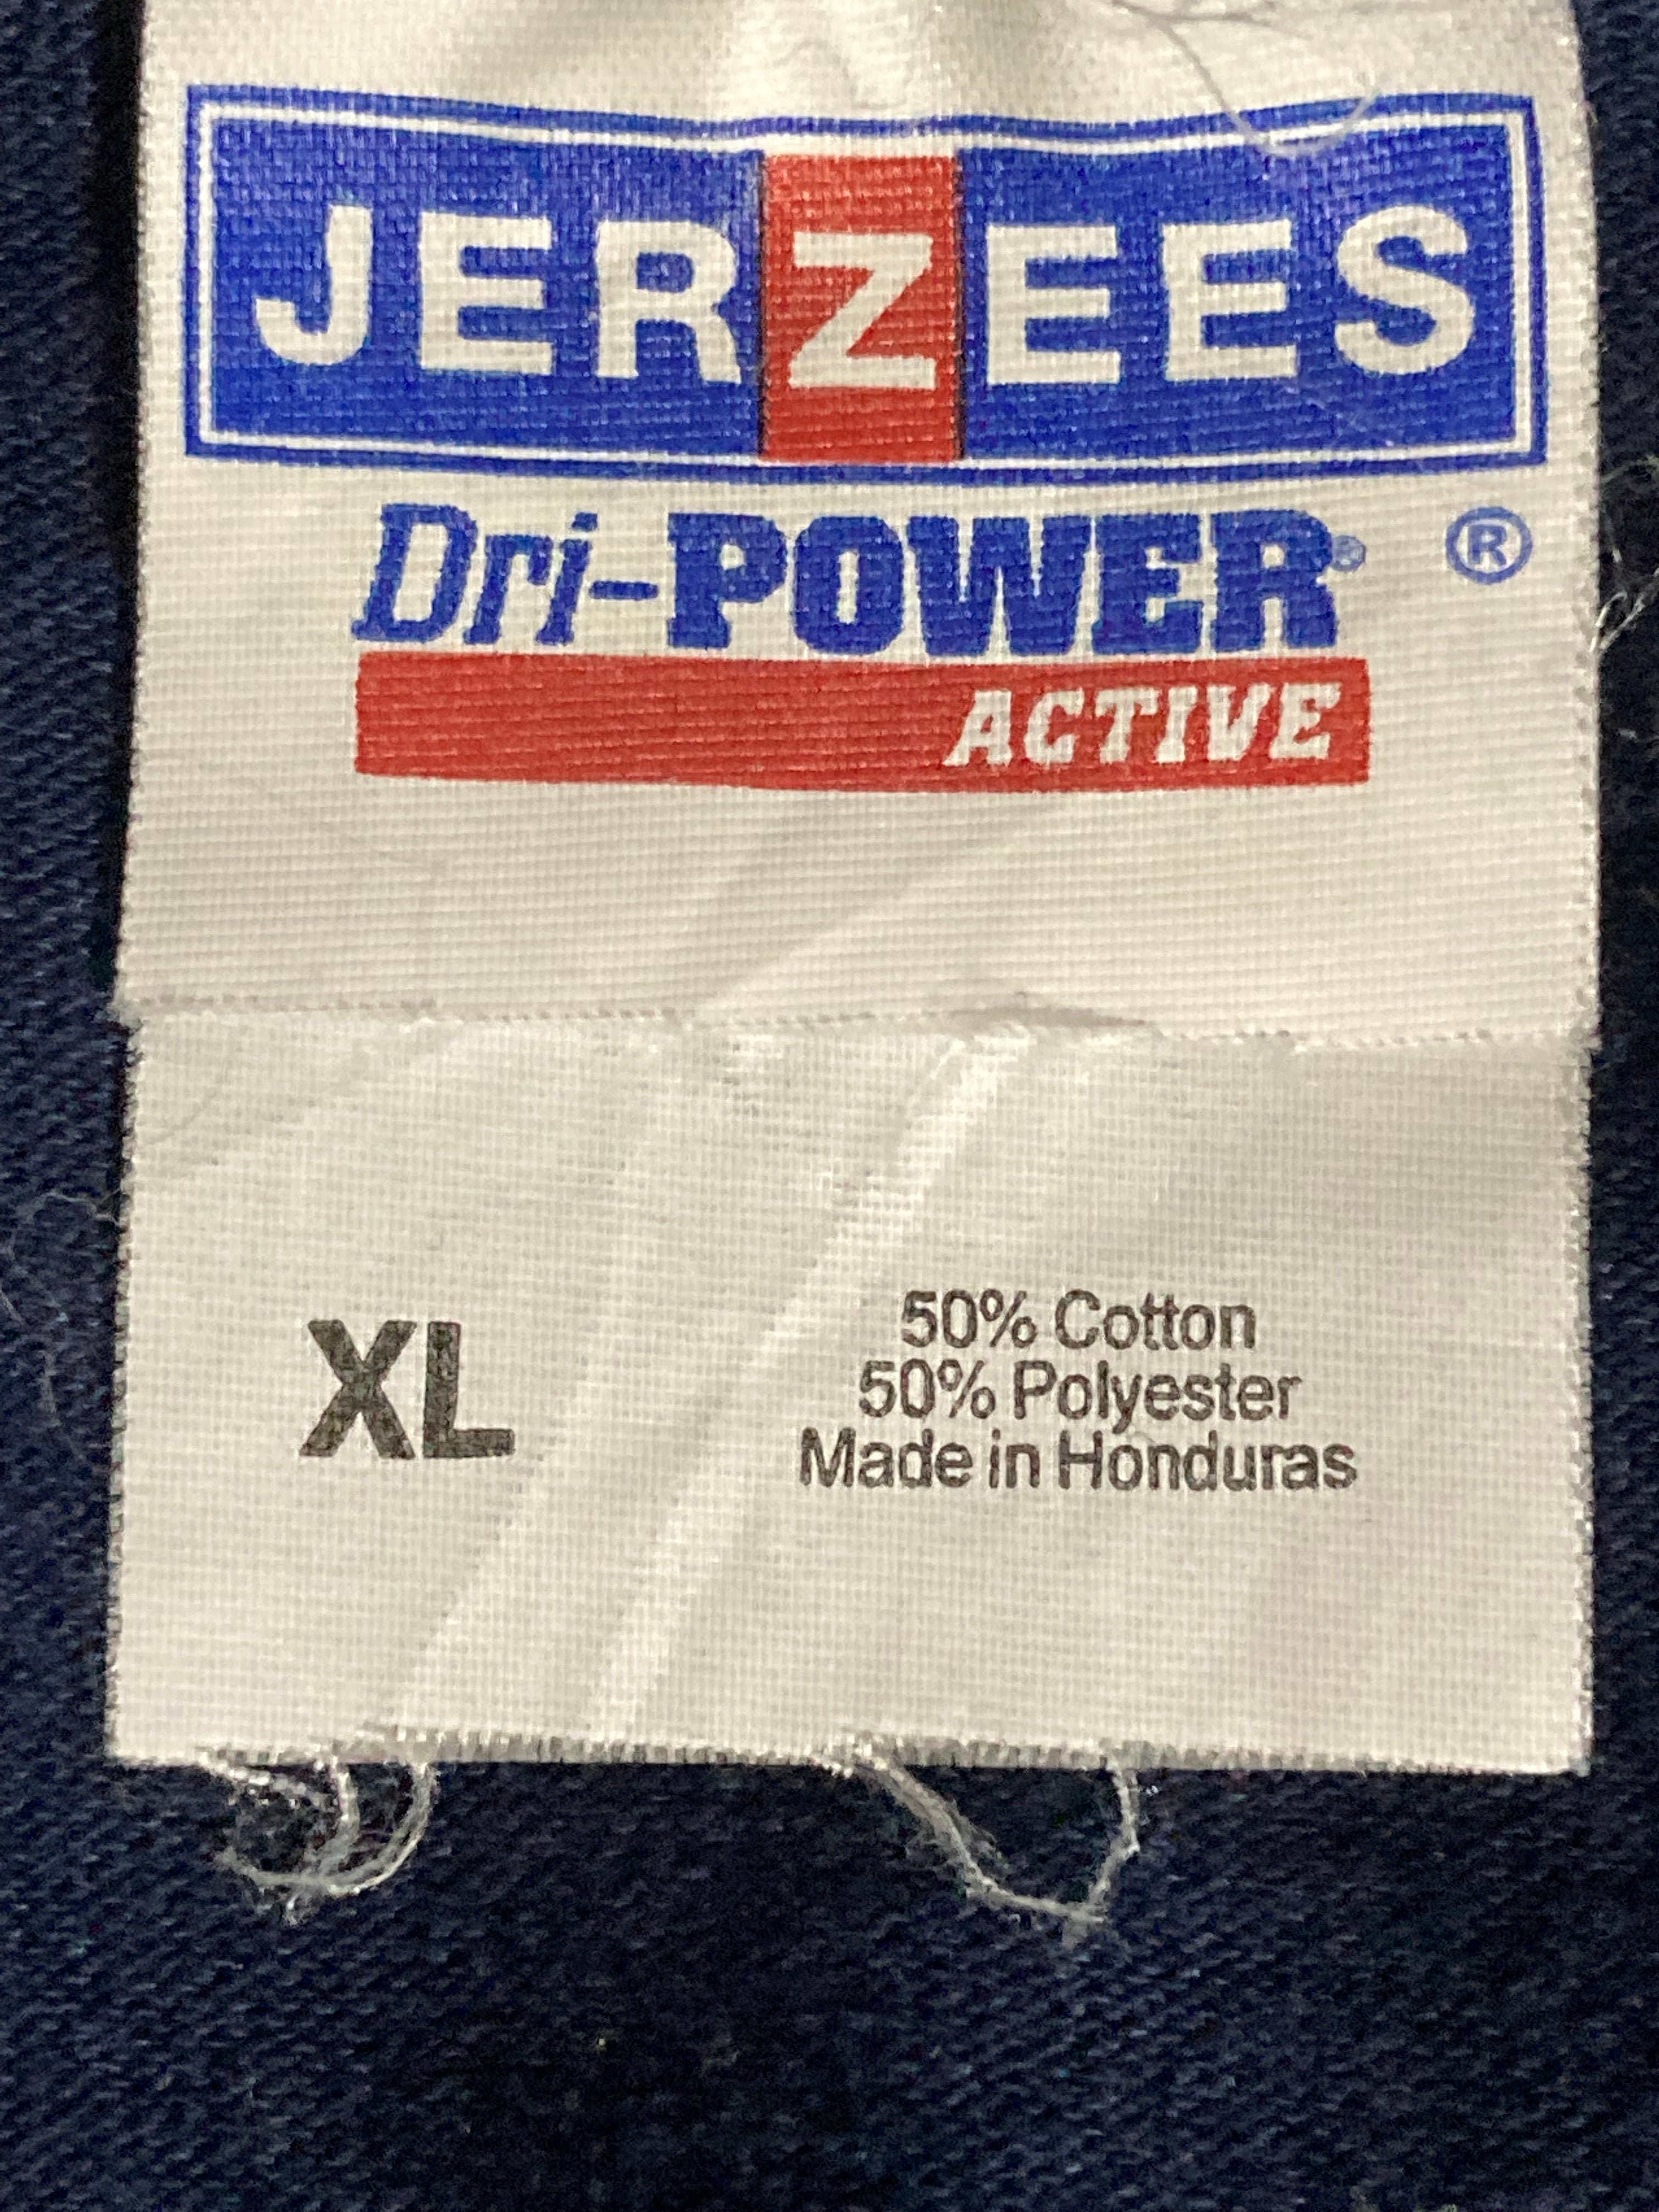 JERZEES
Dri-POWER® ®
ACTIVE
XL
50% Cotton
50% Polyester
Made in Honduras